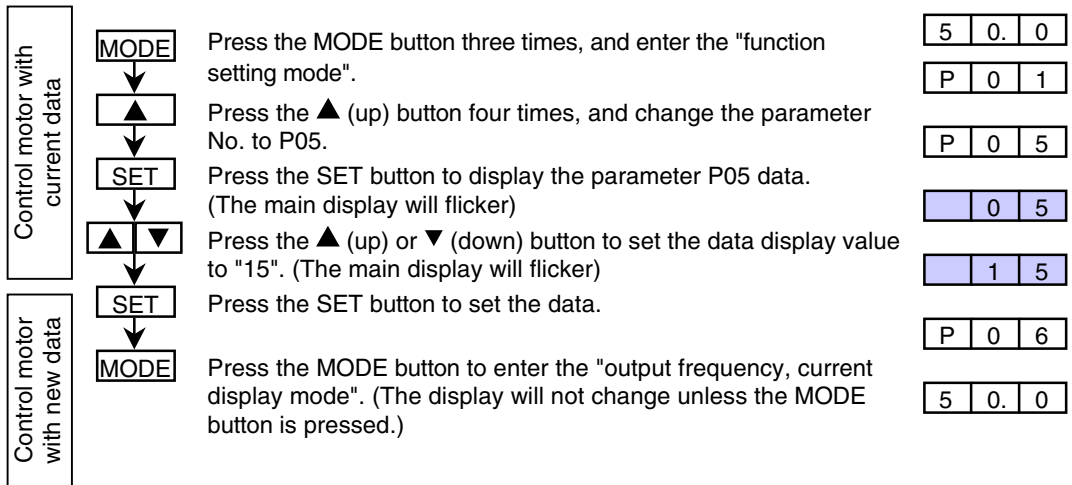 Control motor with
current data
MODE
Press the MODE button three times, and enter the "function
setting mode".
5 0. 0
P 0 1
▲
Press the ▲ (up) button four times, and change the parameter
No. to P05.
P 0 5
SET
Press the SET button to display the parameter P05 data.
(The main display will flicker)
0 5
▲ ▼
Press the ▲ (up) or ▼ (down) button to set the data display value
to "15". (The main display will flicker)
1 5
Control motor
with new data
SET
Press the SET button to set the data.
P 0 6
MODE
Press the MODE button to enter the "output frequency, current
display mode". (The display will not change unless the MODE
button is pressed.)
5 0. 0